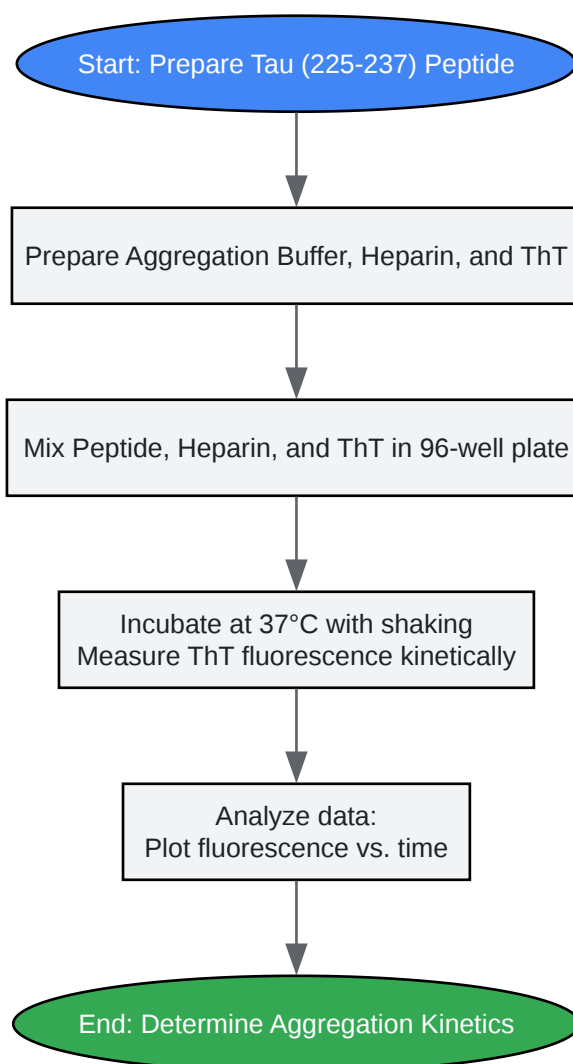 Start: Prepare Tau (225-237) Peptide
Prepare Aggregation Buffer, Heparin, and ThT
Mix Peptide, Heparin, and ThT in 96-well plate
Incubate at 37°C with shaking
Measure ThT fluorescence kinetically
Analyze data:
Plot fluorescence vs. time
End: Determine Aggregation Kinetics